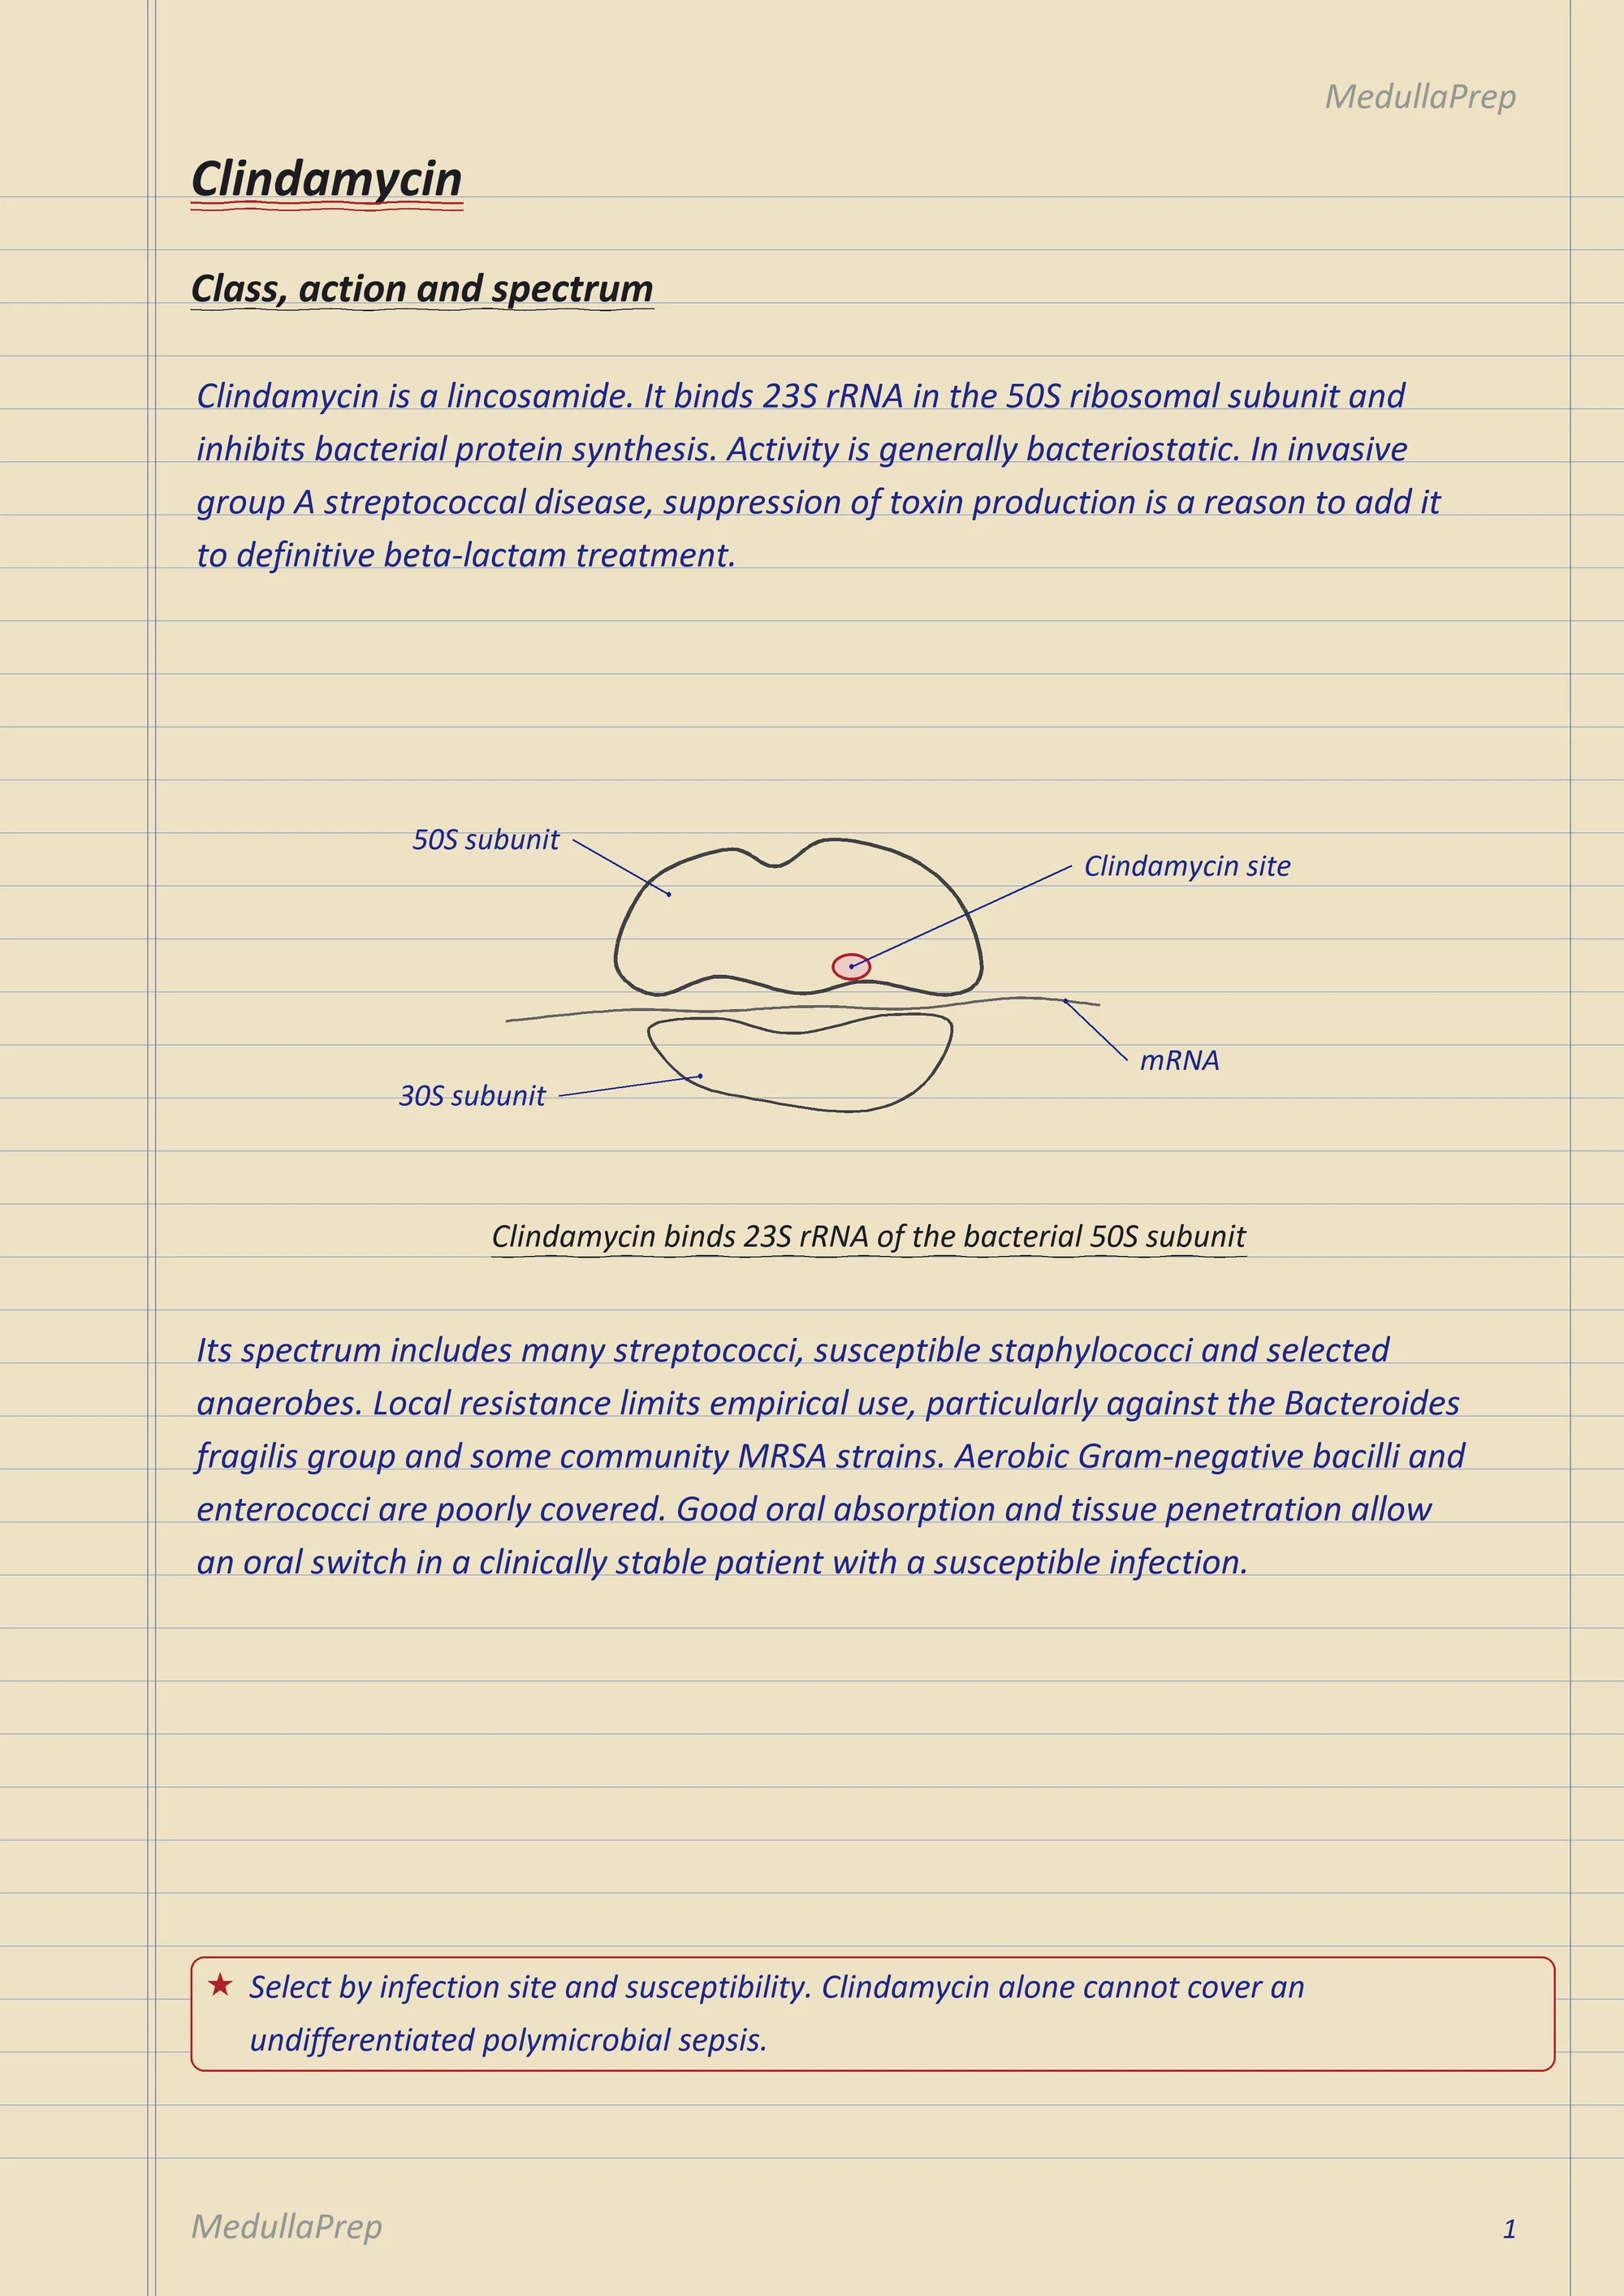 MedullaPrep
Clindamycin
Class, action and spectrum
Clindamycin is a lincosamide. It binds 23S rRNA in the 50S ribosomal subunit and
inhibits bacterial protein synthesis. Activity is generally bacteriostatic. In invasive
group A streptococcal disease, suppression of toxin production is a reason to add it
to definitive beta-lactam treatment.
50S subunit
Clindamycin site
mRNA
30S subunit
Clindamycin binds 23S rRNA of the bacterial 50S subunit
Its spectrum includes many streptococci, susceptible staphylococci and selected
anaerobes. Local resistance limits empirical use, particularly against the Bacteroides
fragilis group and some community MRSA strains. Aerobic Gram-negative bacilli and
enterococci are poorly covered. Good oral absorption and tissue penetration allow
an oral switch in a clinically stable patient with a susceptible infection.
★ Select by infection site and susceptibility. Clindamycin alone cannot cover an
undifferentiated polymicrobial sepsis.
MedullaPrep
1